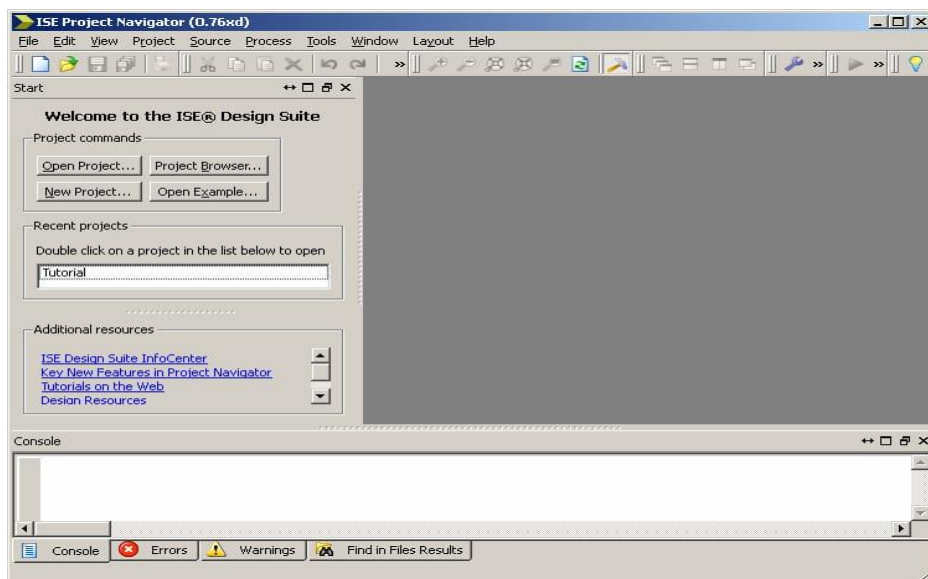 ISE Project Navigator (0.76xd)
File Edit View Project Source Process Tools Window Layout Help
Start
Welcome to the ISE® Design Suite
Project commands
Open Project... Project Browser...
New Project... Open Example...
Recent projects
Double click on a project in the list below to open
Tutorial
Additional resources
ISE Design Suite InfoCenter
Key New Features in Project Navigator
Tutorials on the Web
Design Resources
Console
Console Errors Warnings Find in Files Results